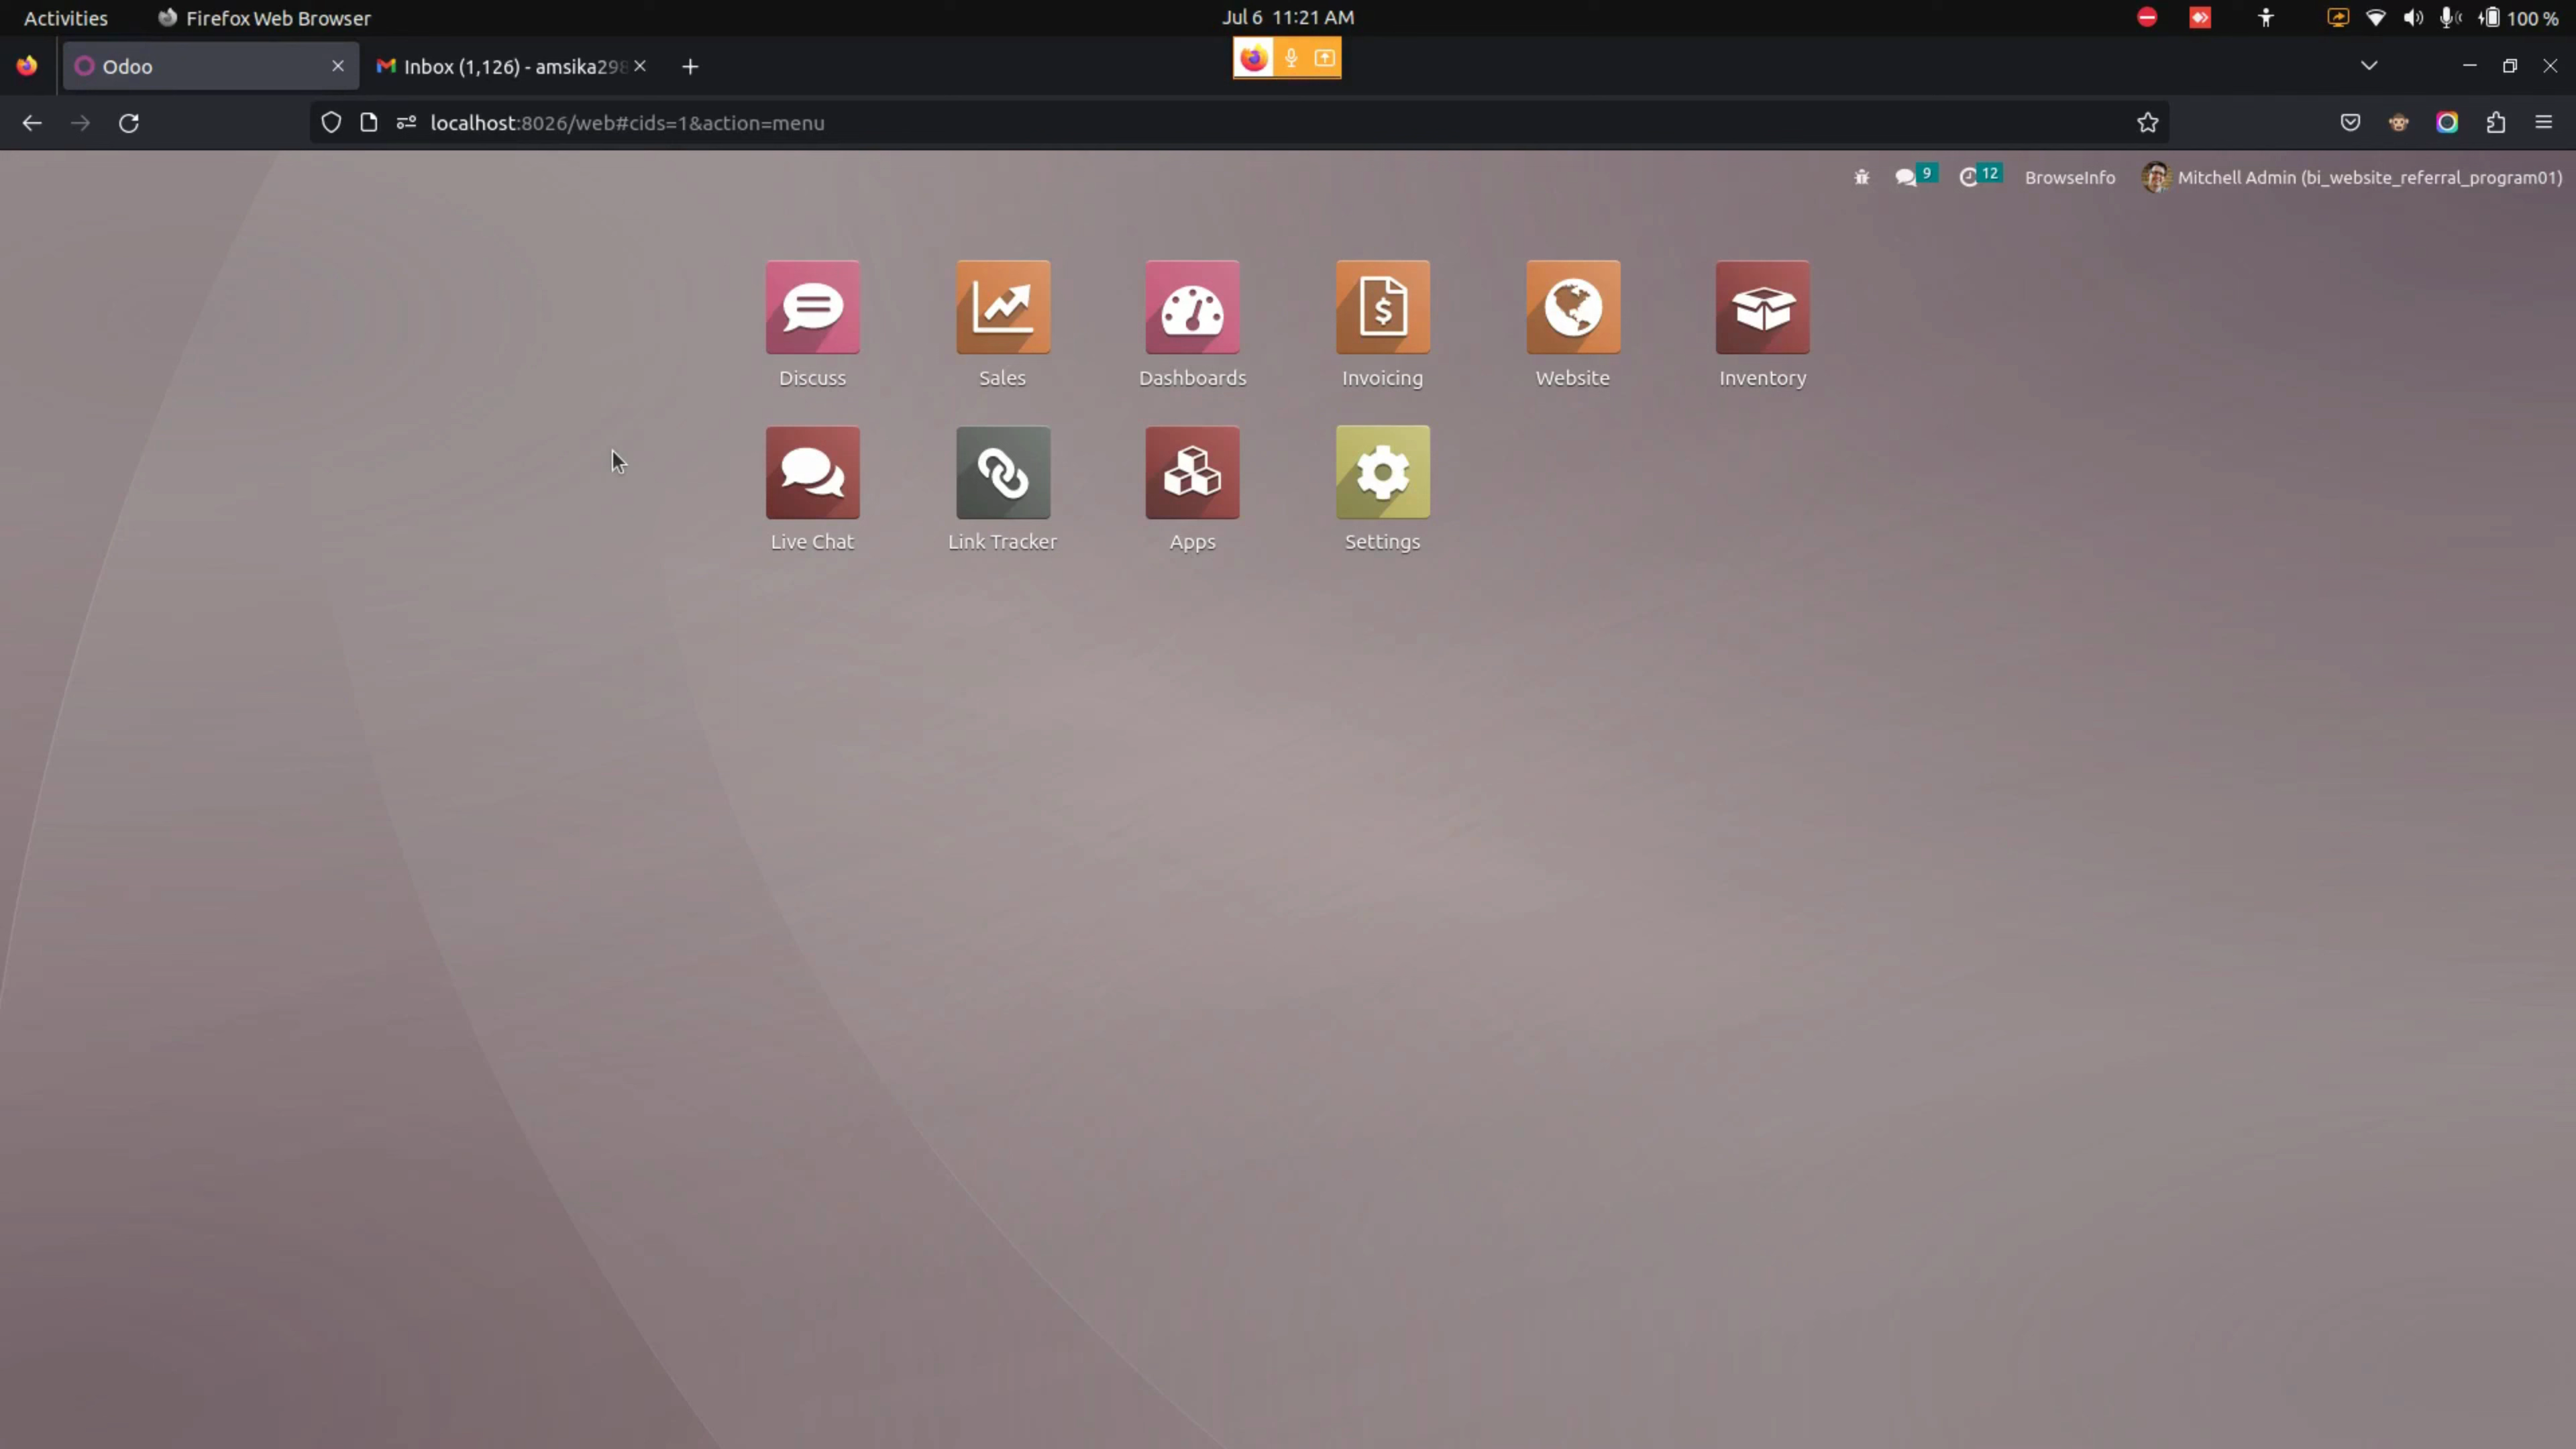 Activities Firefox Web Browser Jul 6 11:21 AM 100 %
Odoo Inbox (1,126) - amsika298
localhost:8026/web#cids=1&action=menu
9 12 BrowseInfo Mitchell Admin (bi_website_referral_program01)
Discuss Sales Dashboards Invoicing Website Inventory
Live Chat Link Tracker Apps Settings